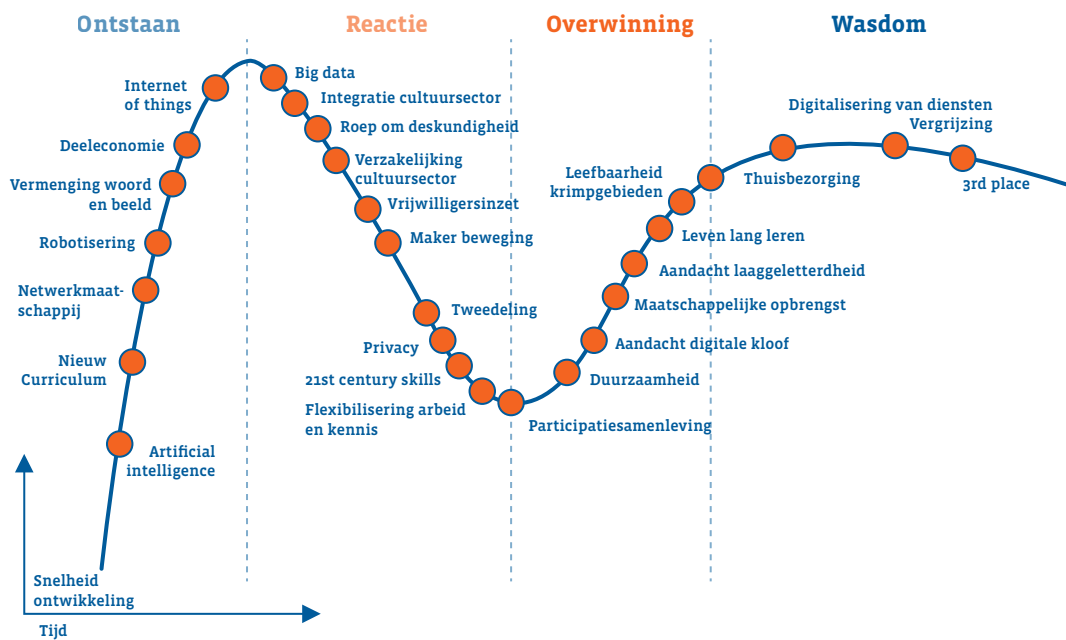 Ontstaan
Reactie
Overwinning
Wasdom
Internet
of things
Deeleconomie
Vermenging woord
en beeld
Robotisering
Netwerkmaat-
schappij
Nieuw
Curriculum
Artificial
intelligence
Big data
Integratie cultuursector
Roep om deskundigheid
Verzakelijking
cultuursector
Vrijwilligersinzet
Maker beweging
Tweedeling
Privacy
21st century skills
Flexibilisering arbeid
en kennis
Participatiesamenleving
Duurzaamheid
Aandacht digitale kloof
Maatschappelijke opbrengst
Aandacht laaggeletterdheid
Leven lang leren
Leefbaarheid
krimpgebieden
Thuisbezorging
Digitalisering van diensten
Vergrijzing
3rd place
Snelheid
ontwikkeling
Tijd